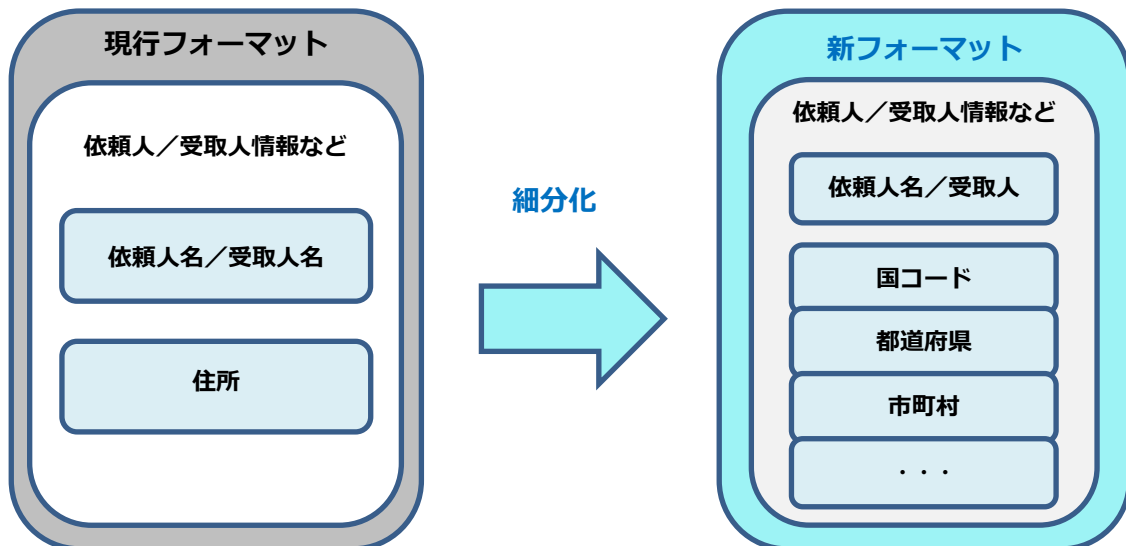 現行フォーマット
依頼人／受取人情報など
依頼人名／受取人名
住所
細分化
新フォーマット
依頼人／受取人情報など
依頼人名／受取人
国コード
都道府県
市町村
・・・